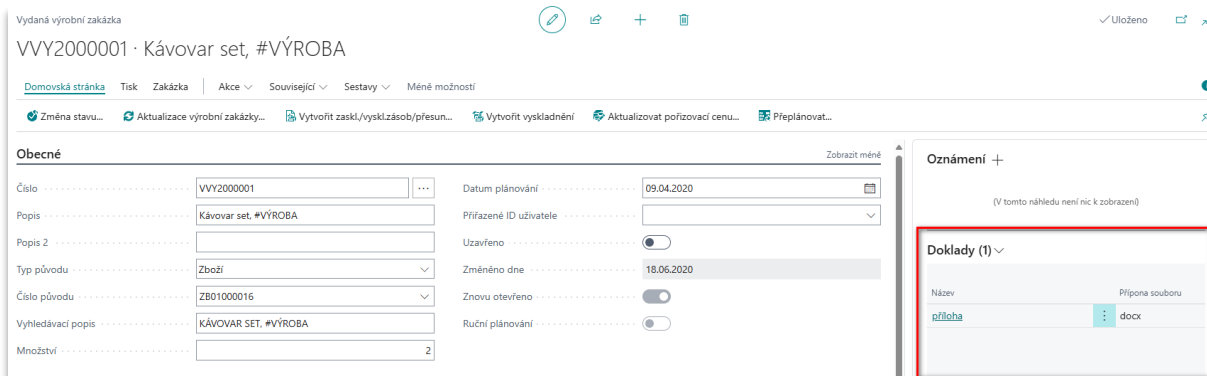 Vydaná výrobní zakázka
Uloženo
VVY2000001 · Kávovar set, #VÝROBA
Domovská stránka Tisk Zakázka Akce Související Sestavy Méně možností
Změna stavu... Aktualizace výrobní zakázky... Vytvořit zaskl./vyskl.zásob/přesun... Vytvořit vyskladnění Aktualizovat pořizovací cenu... Přeplánovat...
Obecné
Zobrazit méně
Číslo VVY2000001
Popis Kávovar set, #VÝROBA
Popis 2
Typ původu Zboží
Číslo původu ZB01000016
Vyhledávací popis KÁVOVAR SET, #VÝROBA
Množství 2
Datum plánování 09.04.2020
Přiřazené ID uživatele
Uzavřeno
Změněno dne 18.06.2020
Znovu otevřeno
Ruční plánování
Oznámení
(V tomto náhledu není nic k zobrazení)
Doklady (1)
Název Přípona souboru
příloha docx